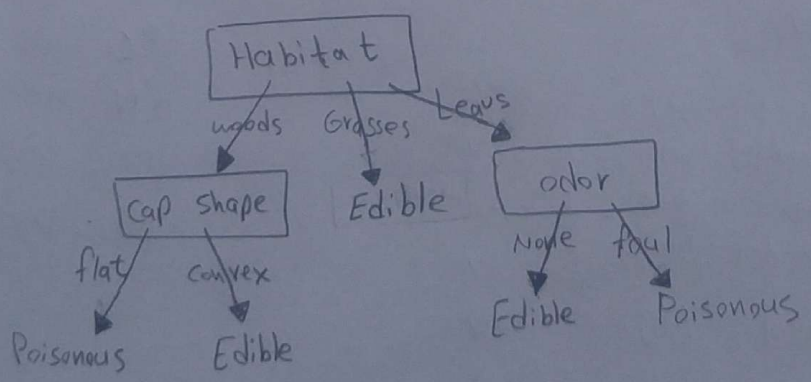 Habitat
woods Grasses Leavs
cap shape Edible odor
flat convex None foul
Poisonous Edible Edible Poisonous